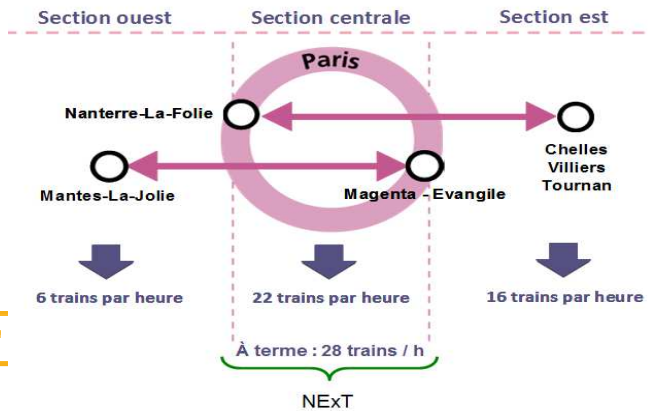 Section ouest
Section centrale
Section est
Paris
Nanterre-La-Folie
Chelles
Villiers
Tournan
Mantes-La-Jolie
Magenta - Evangile
6 trains par heure
22 trains par heure
16 trains par heure
À terme : 28 trains / h
NExT